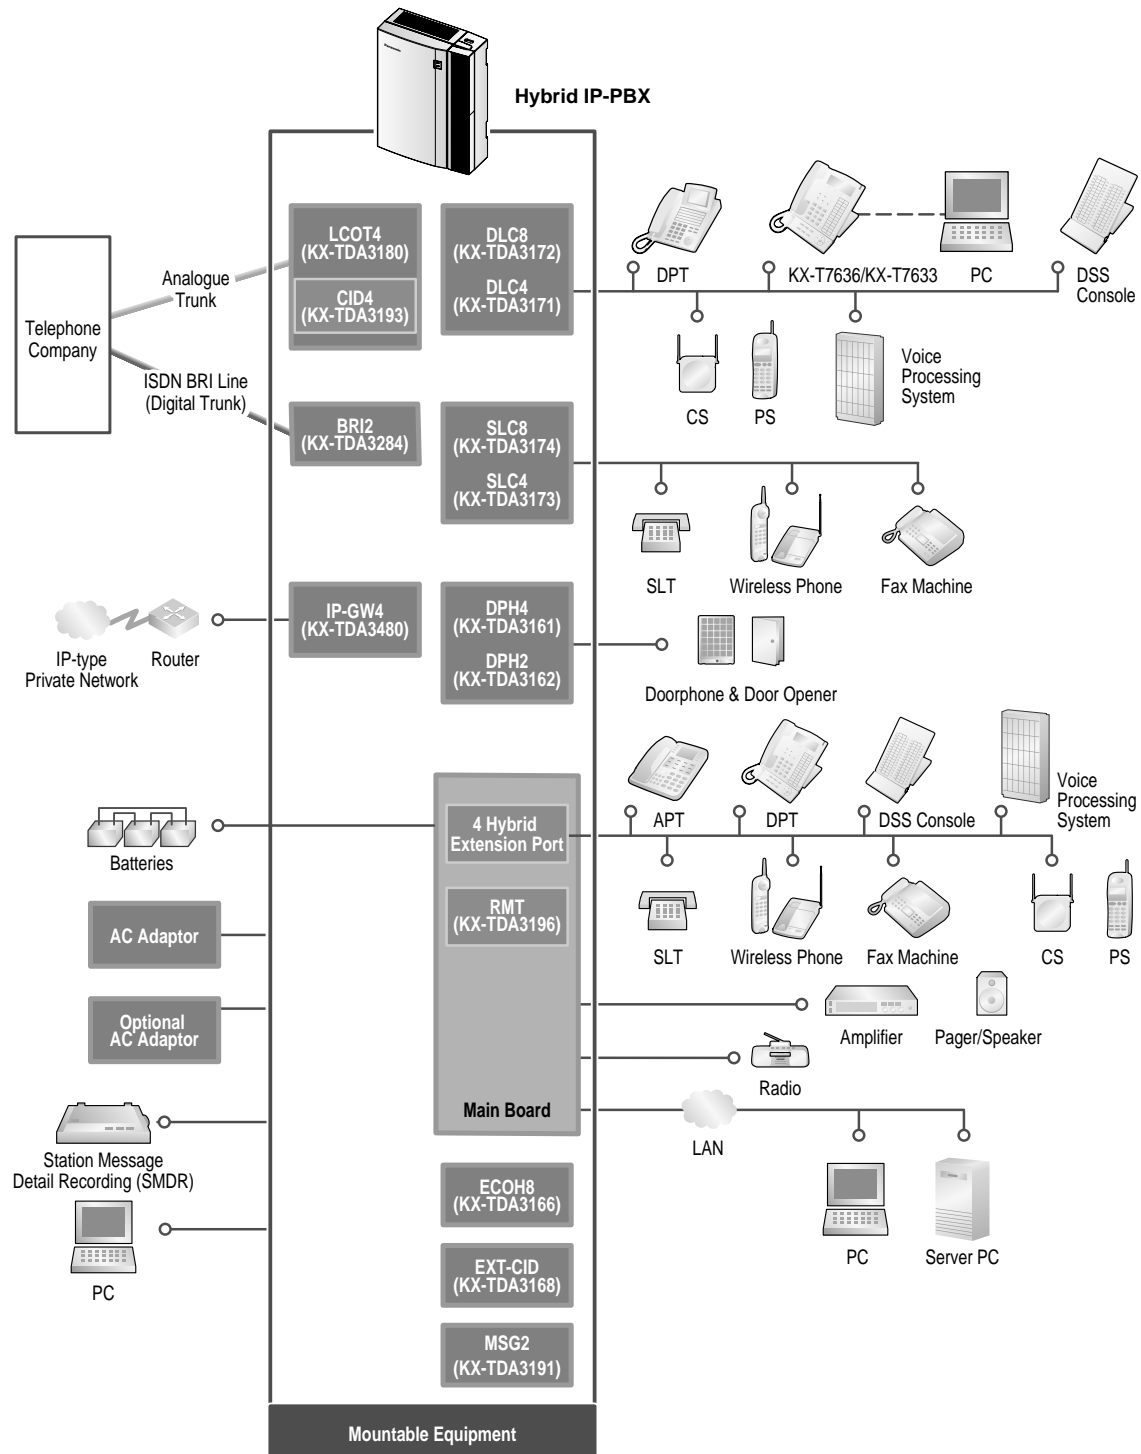 Panasonic
Hybrid IP-PBX
LCOT4
(KX-TDA3180)
CID4
(KX-TDA3193)
DLC8
(KX-TDA3172)
DLC4
(KX-TDA3171)
Telephone
Company
Analogue
Trunk
ISDN BRI Line
(Digital Trunk)
DPT
KX-T7636/KX-T7633
PC
DSS
Console
CS
PS
Voice
Processing
System
BRI2
(KX-TDA3284)
SLC8
(KX-TDA3174)
SLC4
(KX-TDA3173)
SLT
Wireless Phone
Fax Machine
IP-type
Private Network
Router
IP-GW4
(KX-TDA3480)
DPH4
(KX-TDA3161)
DPH2
(KX-TDA3162)
Doorphone & Door Opener
Batteries
4 Hybrid
Extension Port
APT
DPT
DSS Console
Voice
Processing
System
AC Adaptor
RMT
(KX-TDA3196)
SLT
Wireless Phone
Fax Machine
CS
PS
Optional
AC Adaptor
Amplifier
Pager/Speaker
Radio
Main Board
LAN
Station Message
Detail Recording (SMDR)
PC
ECOH8
(KX-TDA3166)
PC
Server PC
EXT-CID
(KX-TDA3168)
MSG2
(KX-TDA3191)
Mountable Equipment